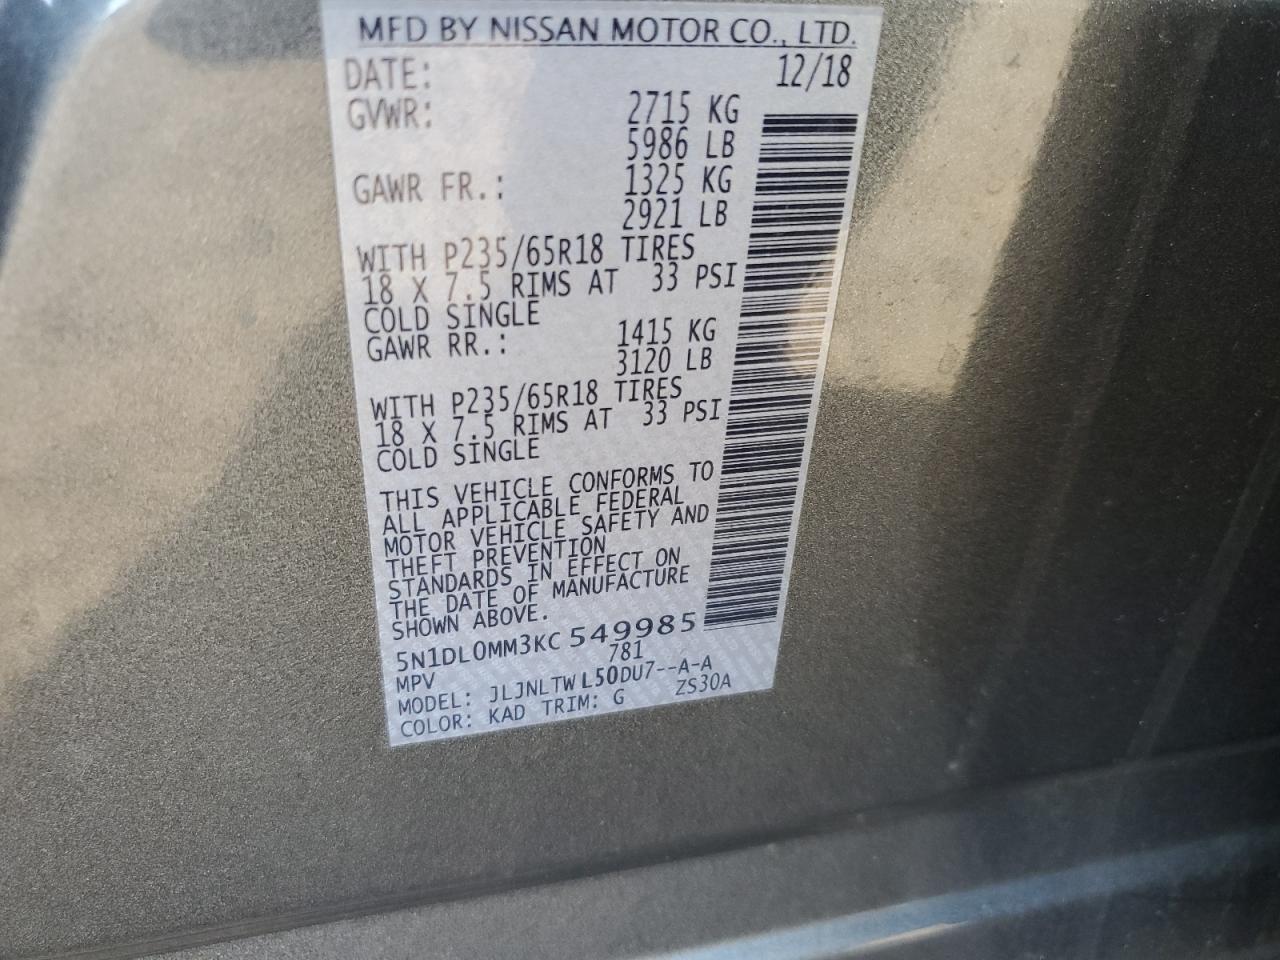 MFD BY NISSAN MOTOR CO., LTD.
DATE: 12/18
GVWR: 2715 KG
5986 LB
GAWR FR.: 1325 KG
2921 LB
WITH P235/65R18 TIRES
18 X 7.5 RIMS AT 33 PSI
COLD SINGLE
GAWR RR.: 1415 KG
3120 LB
WITH P235/65R18 TIRES
18 X 7.5 RIMS AT 33 PSI
COLD SINGLE
THIS VEHICLE CONFORMS TO
ALL APPLICABLE FEDERAL
MOTOR VEHICLE SAFETY AND
THEFT PREVENTION
STANDARDS IN EFFECT ON
THE DATE OF MANUFACTURE
SHOWN ABOVE.
5N1DL0MM3KC 549985
MPV 781
MODEL: JLJNLTW L50DU7--A-A
COLOR: KAD TRIM: G ZS30A